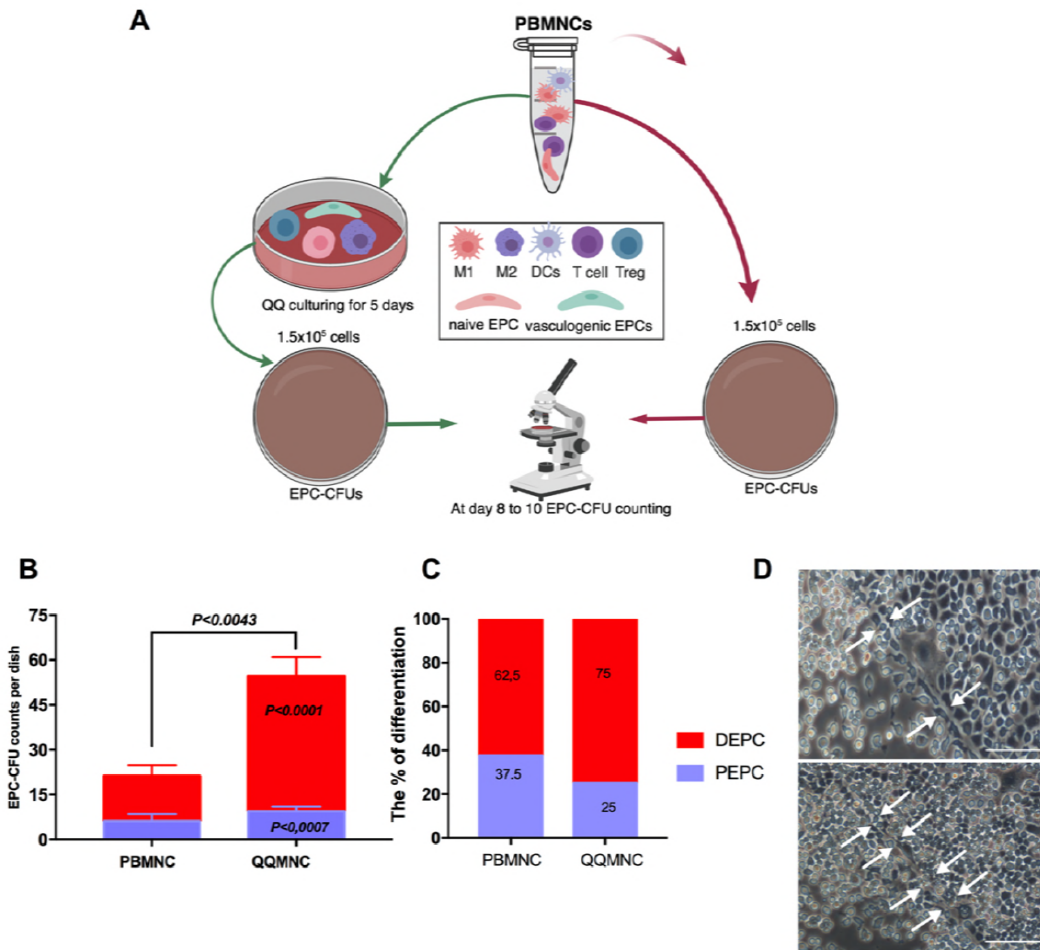 A
PBMNCs
M1 M2 DCs T cell Treg
naive EPC vasculogenic EPCs
QQ culturing for 5 days
1.5x10⁵ cells
1.5x10⁵ cells
EPC-CFUs
EPC-CFUs
At day 8 to 10 EPC-CFU counting
B
EPC-CFU counts per dish
75
60
45
30
15
0
P<0.0043
P<0.0001
P<0,0007
PBMNC QQMNC
C
The % of differentiation
100
80
60
40
20
0
62,5
75
37.5
25
PBMNC QQMNC
DEPC
PEPC
D